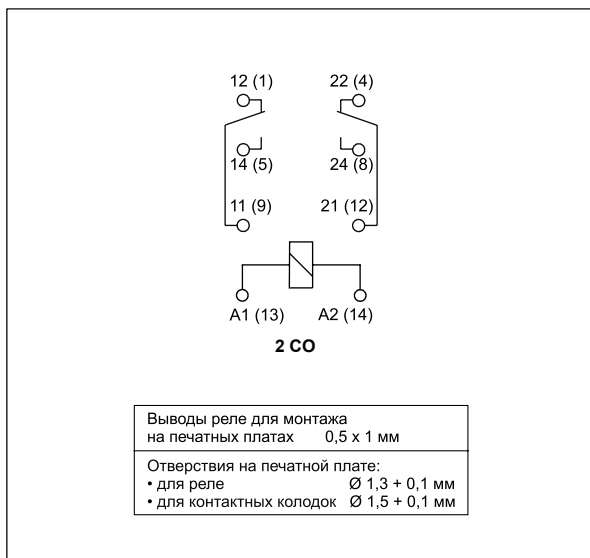 12 (1) 22 (4)
14 (5) 24 (8)
11 (9) 21 (12)
A1 (13) A2 (14)
2 CO
Выводы реле для монтажа
на печатных платах 0,5 x 1 мм
Отверстия на печатной плате:
• для реле Ø 1,3 + 0,1 мм
• для контактных колодок Ø 1,5 + 0,1 мм